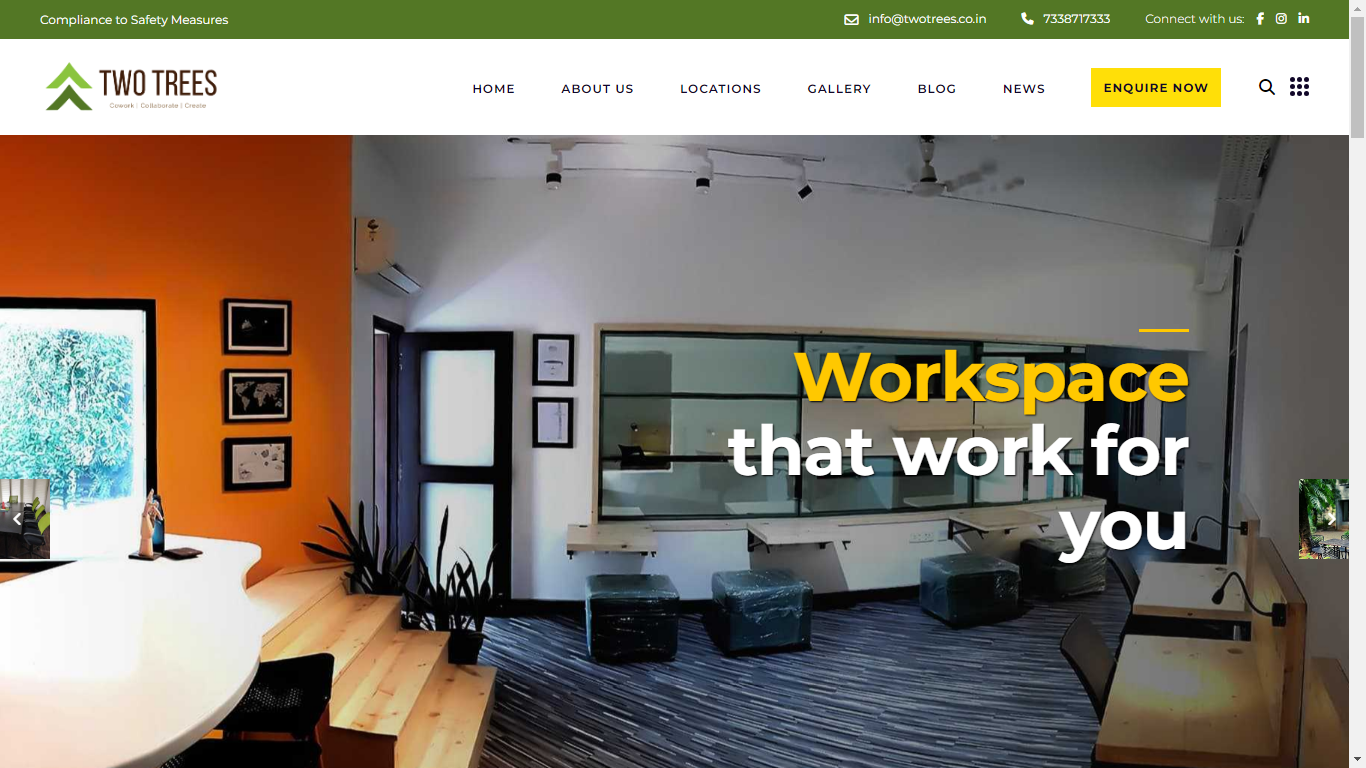 Compliance to Safety Measures
info@twotrees.co.in
7338717333
Connect with us:
TWO TREES
Cowork | Collaborate | Create
HOME
ABOUT US
LOCATIONS
GALLERY
BLOG
NEWS
ENQUIRE NOW
Workspace
that work for
you